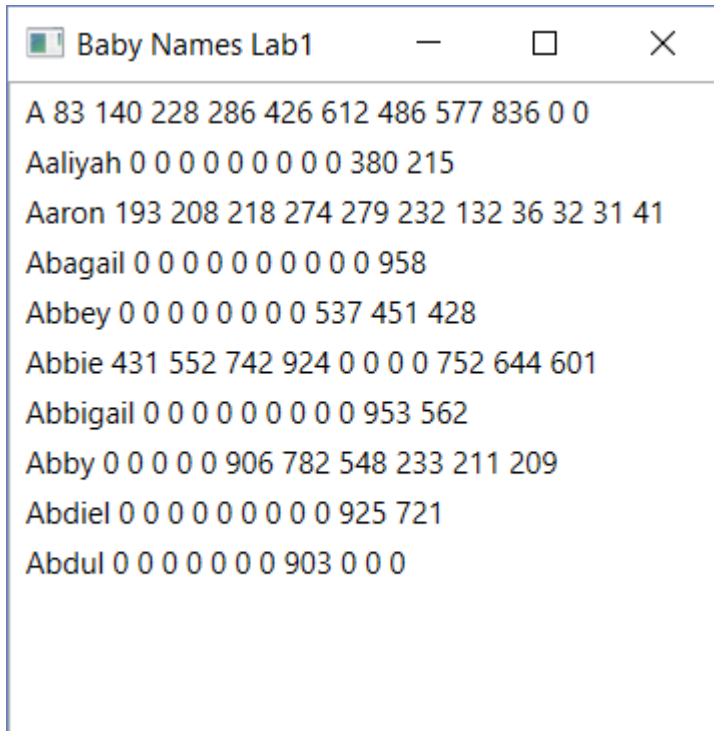 Baby Names Lab1
A 83 140 228 286 426 612 486 577 836 0 0
Aaliyah 0 0 0 0 0 0 0 0 0 380 215
Aaron 193 208 218 274 279 232 132 36 32 31 41
Abagail 0 0 0 0 0 0 0 0 0 0 958
Abbey 0 0 0 0 0 0 0 0 537 451 428
Abbie 431 552 742 924 0 0 0 0 752 644 601
Abbigail 0 0 0 0 0 0 0 0 0 953 562
Abby 0 0 0 0 0 906 782 548 233 211 209
Abdiel 0 0 0 0 0 0 0 0 0 925 721
Abdul 0 0 0 0 0 0 0 903 0 0 0